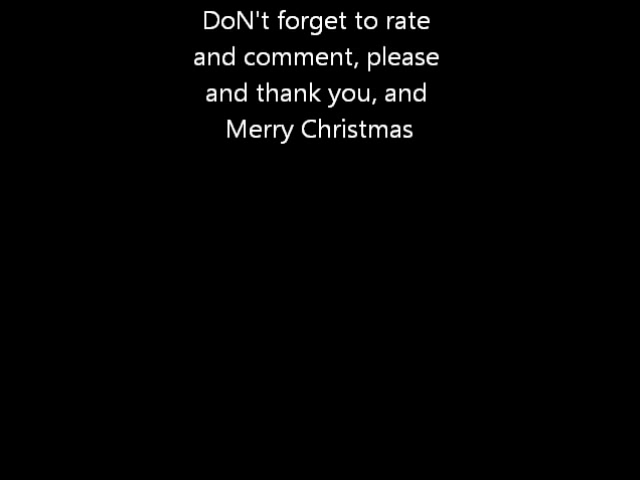 DoN't forget to rate
and comment, please
and thank you, and
Merry Christmas